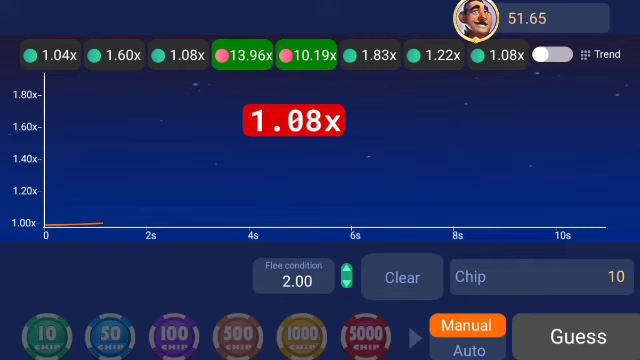 51.65
1.04x 1.60x 1.08x 13.96x 10.19x 1.83x 1.22x 1.08x Trend
1.80x
1.08x
1.60x
1.40x
1.20x
1.00x
0 2s 4s 6s 8s 10s
Flee condition
2.00
Clear
Chip 10
10 CHIP
50 CHIP
100 CHIP
500 CHIP
1000 CHIP
5000 CHIP
Manual
Auto
Guess